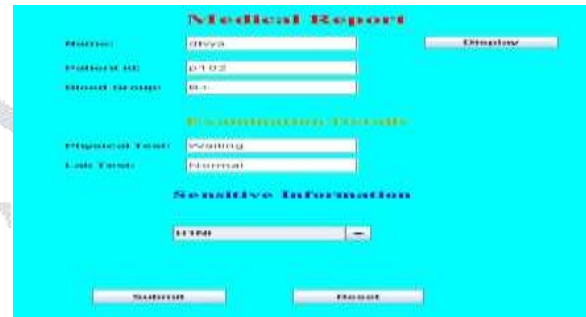 Medical Report
Name: divya Display
Patient Id: p102
Blood Group: B+
Examination Details
Physical Test: Waiting
Lab Test: Normal
Sensitive Information
H1NI
Submit Reset